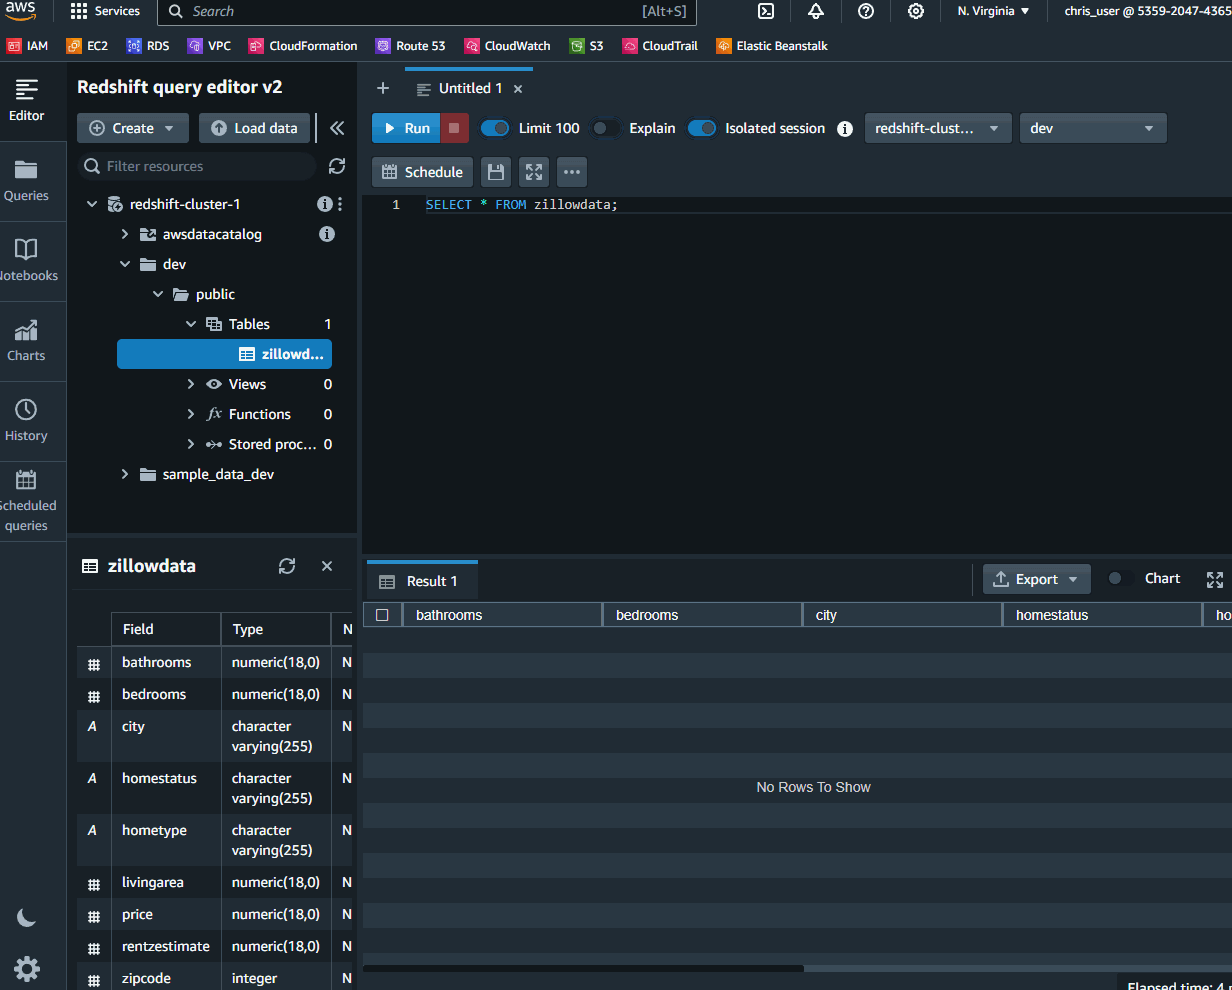 aws
Services
Search
[Alt+S]
N. Virginia
chris_user @ 5359-2047-4365
IAM
EC2
RDS
VPC
CloudFormation
Route 53
CloudWatch
S3
CloudTrail
Elastic Beanstalk
Editor
Queries
Notebooks
Charts
History
Scheduled
queries
Redshift query editor v2
Create
Load data
Filter resources
redshift-cluster-1
awsdatacatalog
dev
public
Tables 1
zillowd...
Views 0
fx Functions 0
Stored proc... 0
sample_data_dev
Untitled 1
Run
Limit 100
Explain
Isolated session
redshift-clust...
dev
Schedule
1 SELECT * FROM zillowdata;
zillowdata
Field Type N
bathrooms numeric(18,0) N
bedrooms numeric(18,0) N
A city character N
varying(255)
A homestatus character N
varying(255)
A hometype character N
varying(255)
livingarea numeric(18,0) N
price numeric(18,0) N
rentzestimate numeric(18,0) N
zipcode integer N
Result 1
Export
Chart
bathrooms bedrooms city homestatus ho
No Rows To Show
Elapsed time: 4